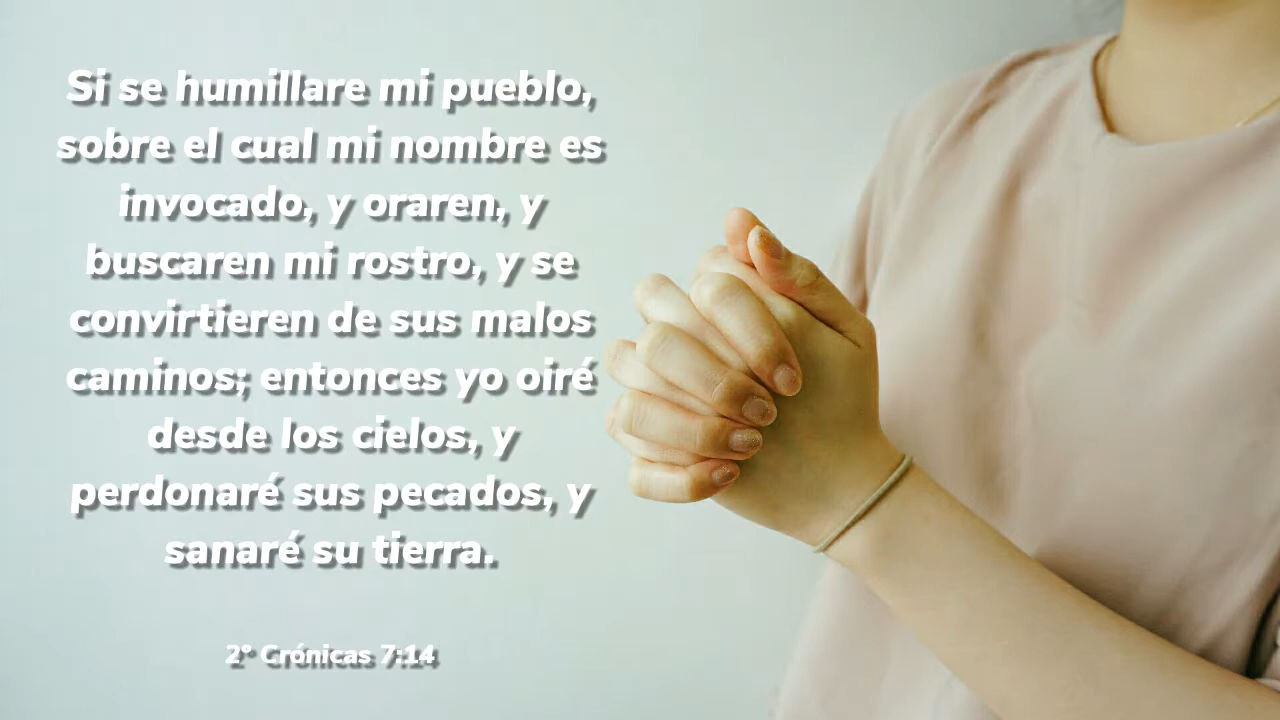 Si se humillare mi pueblo,
sobre el cual mi nombre es
invocado, y oraren, y
buscaren mi rostro, y se
convirtieren de sus malos
caminos; entonces yo oiré
desde los cielos, y
perdonaré sus pecados, y
sanaré su tierra.
2º Crónicas 7:14